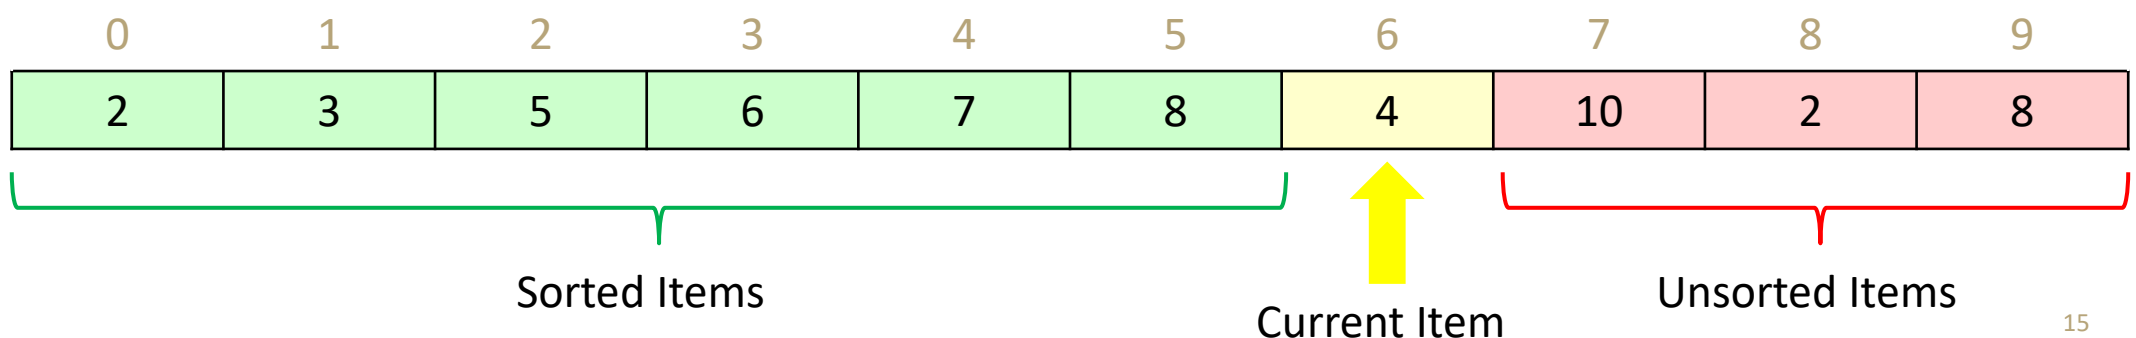 0 1 2 3 4 5 6 7 8 9
2 3 5 6 7 8 4 10 2 8
Sorted Items
Unsorted Items
Current Item
15